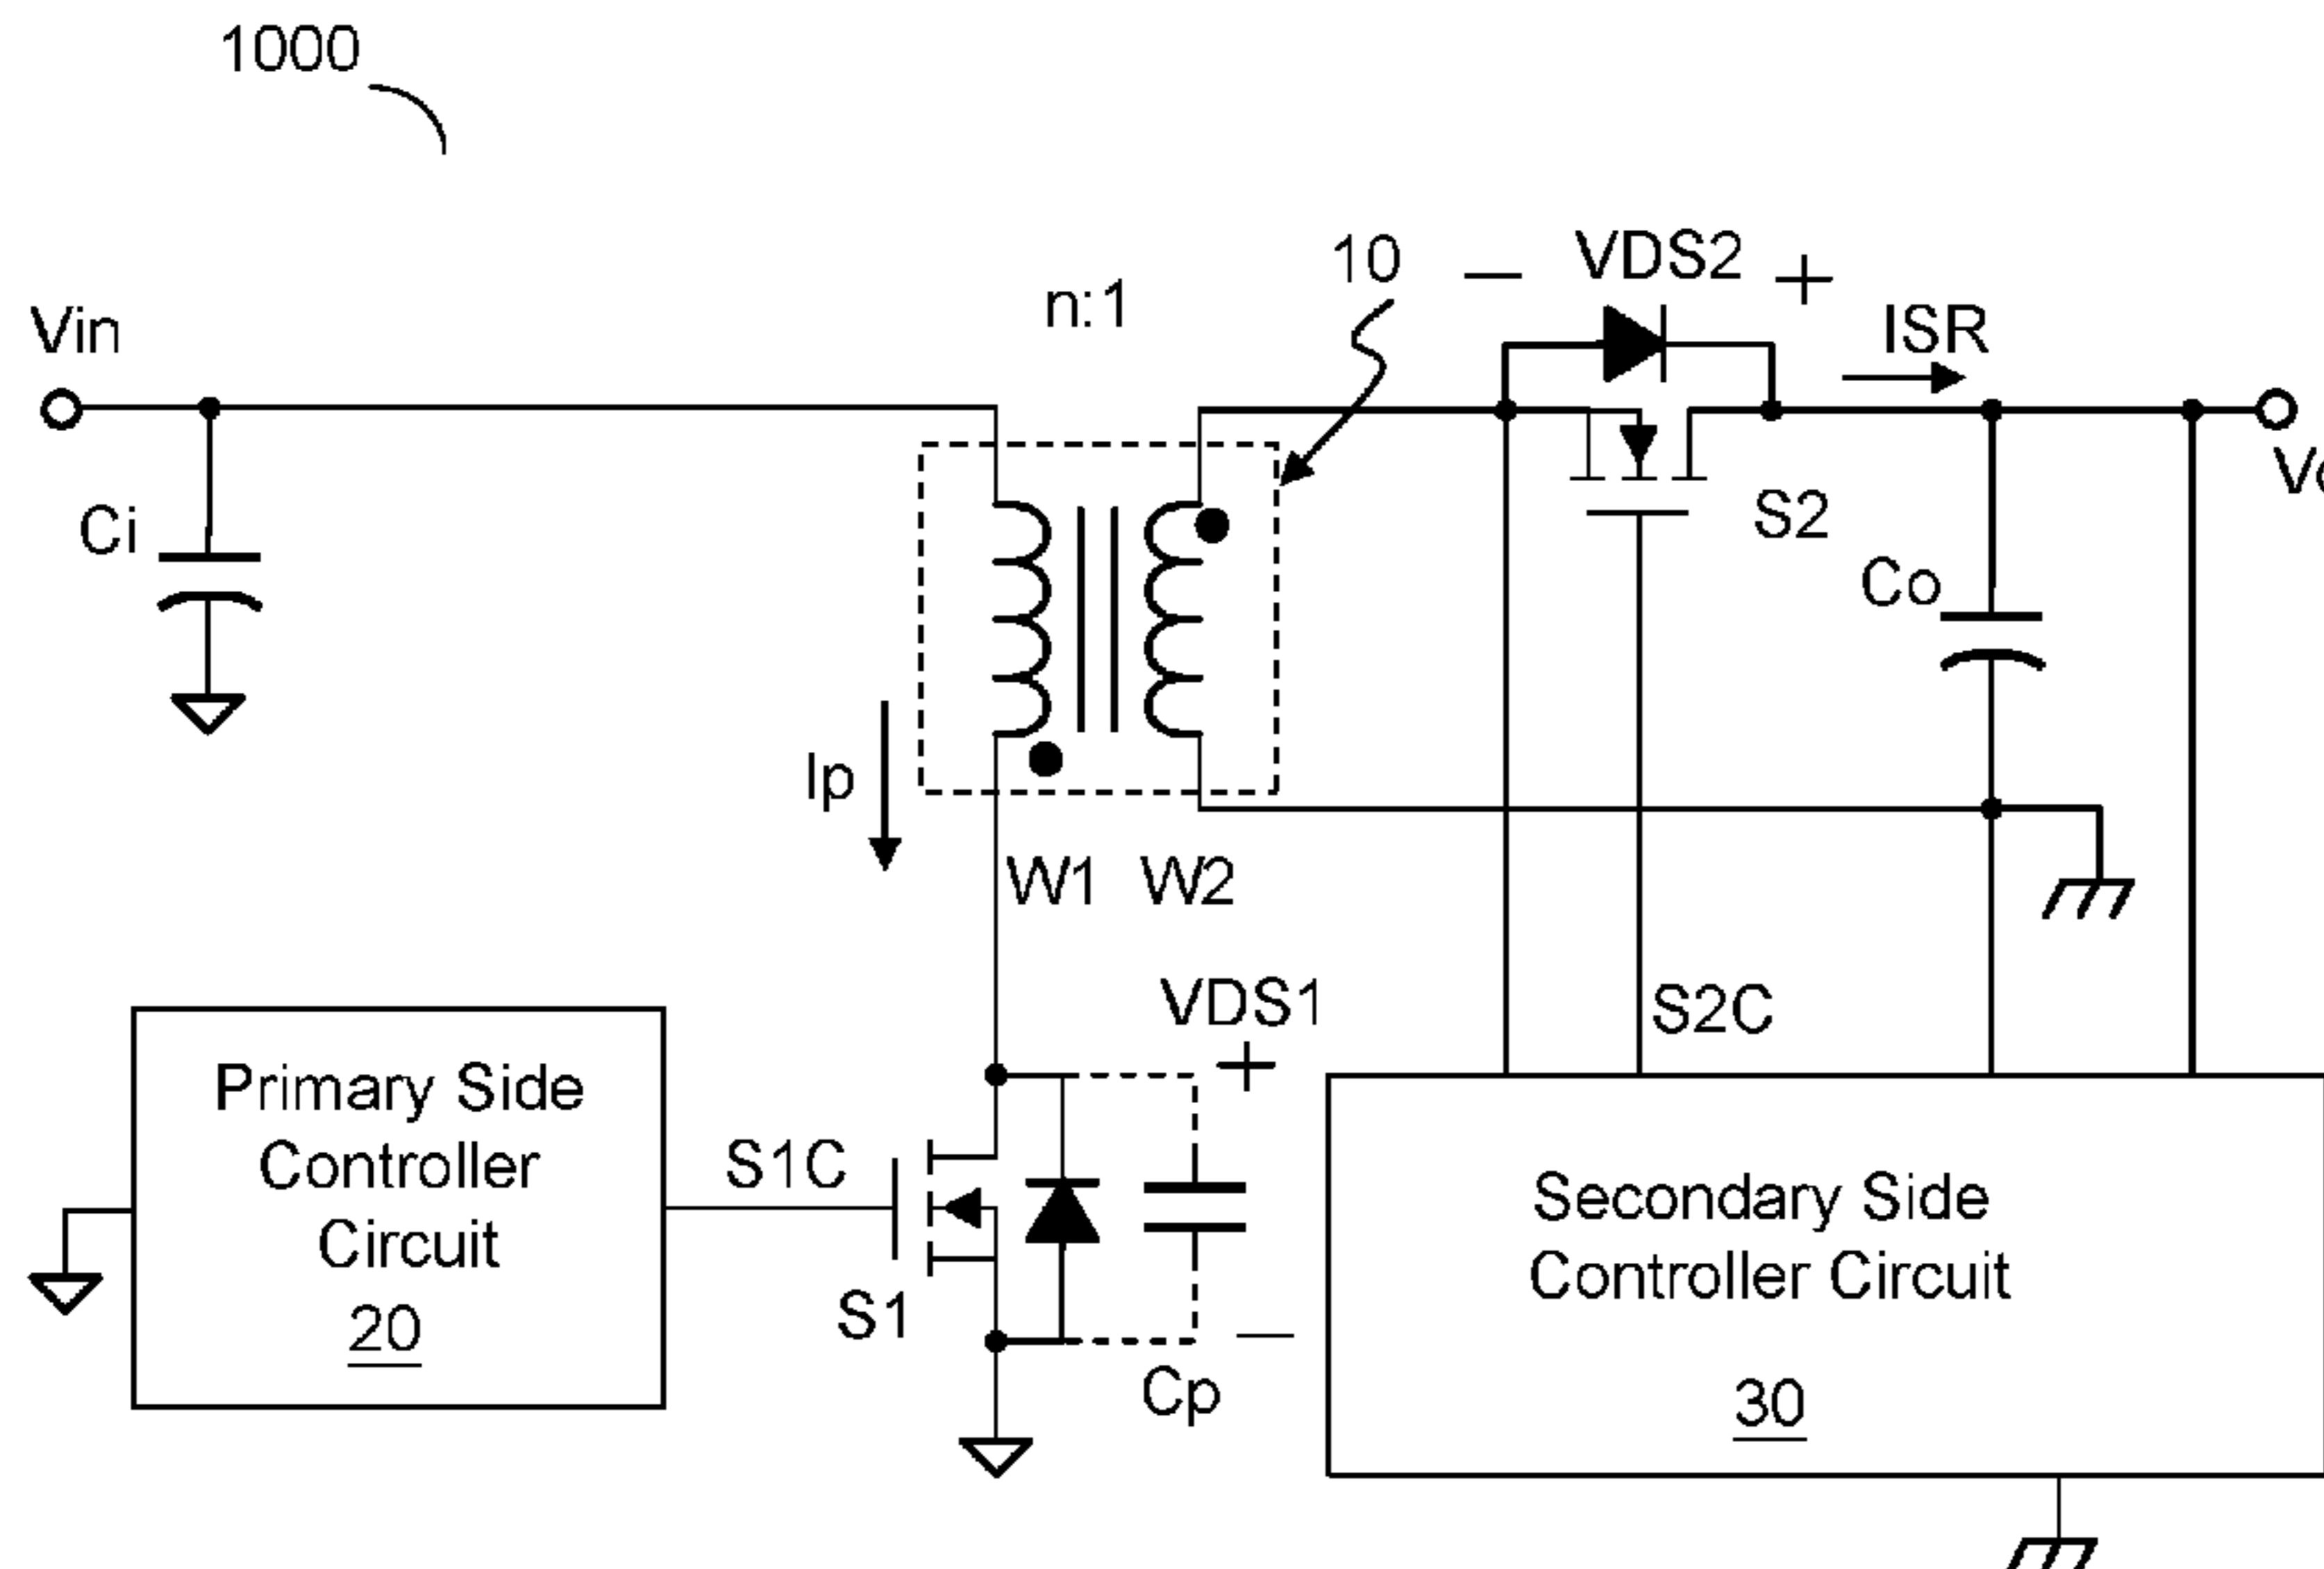 1000
10
− VDS2 +
n:1
Vin
ISR
Ci
S2
Co
Ip
W1 W2
VDS1
+
S2C
Primary Side
Controller
Circuit
20
S1C
S1
−
Cp
Secondary Side
Controller Circuit
30